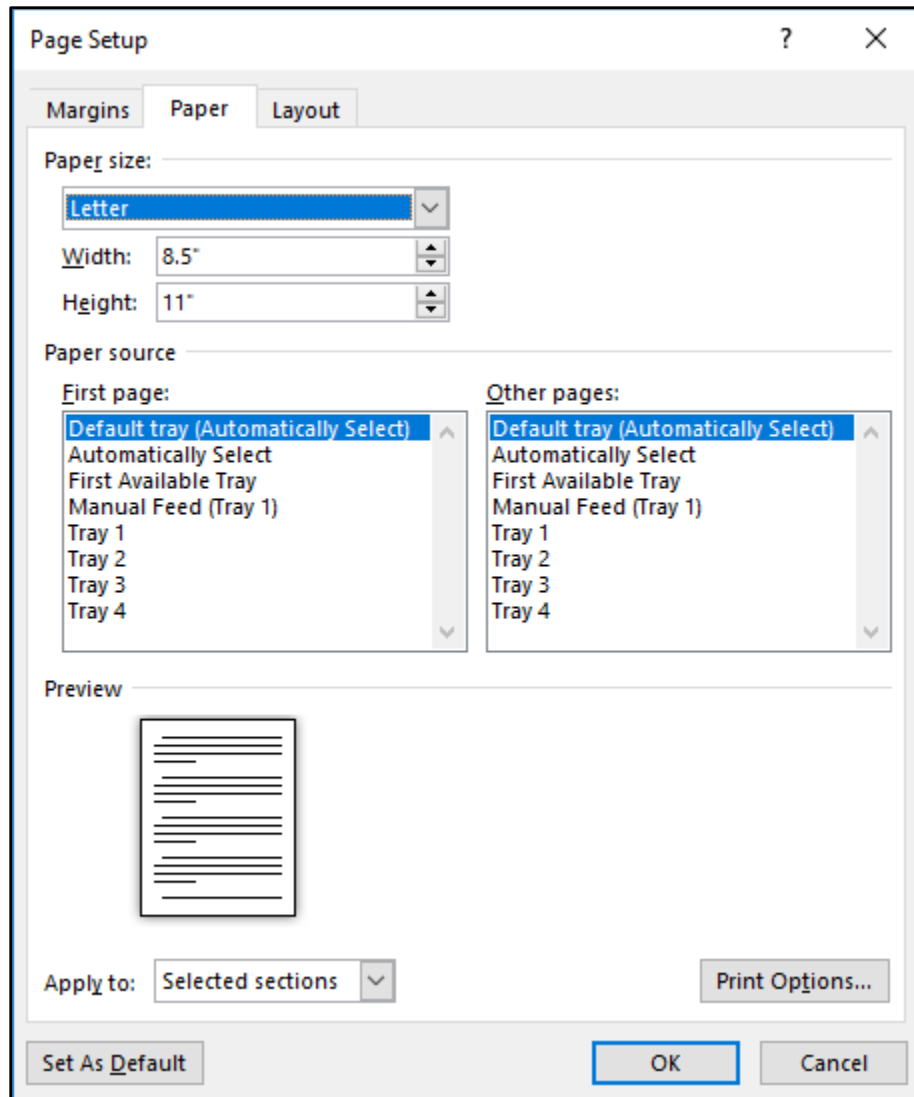 Page Setup ?
Margins Paper Layout
Paper size:
Letter
Width: 8.5"
Height: 11"
Paper source
First page:
Default tray (Automatically Select)
Automatically Select
First Available Tray
Manual Feed (Tray 1)
Tray 1
Tray 2
Tray 3
Tray 4
Other pages:
Default tray (Automatically Select)
Automatically Select
First Available Tray
Manual Feed (Tray 1)
Tray 1
Tray 2
Tray 3
Tray 4
Preview
Apply to: Selected sections Print Options...
Set As Default OK Cancel